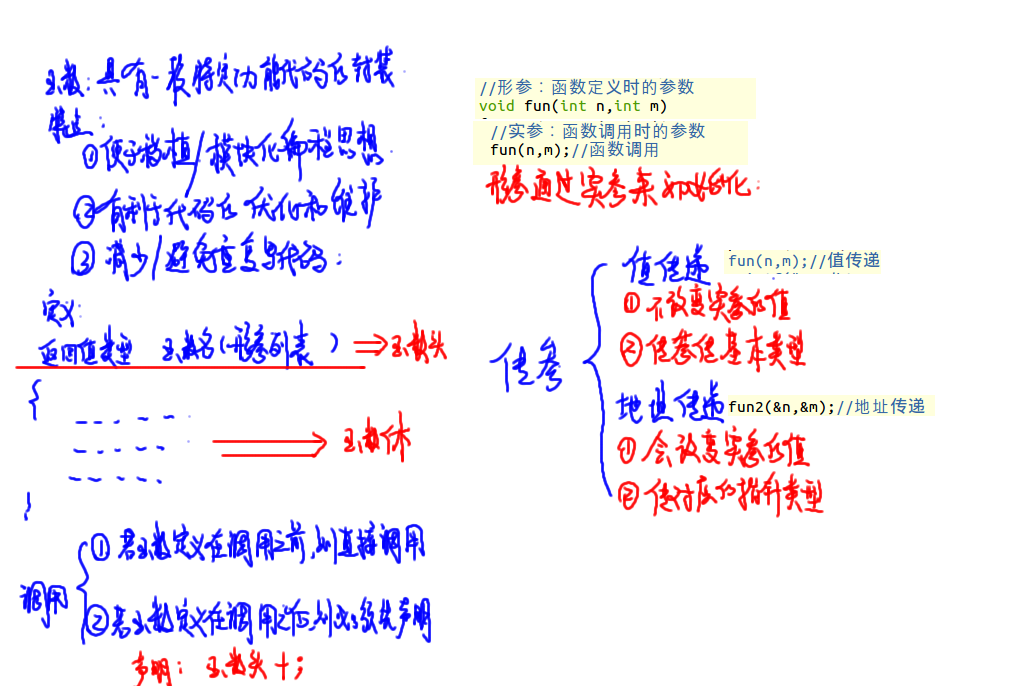 函数:具有一段特定功能代码的封装.
特点:
①便于移植/模块化编程思想.
②有利于代码的优化和维护
③减少/避免重复写代码.
定义:
返回值类型 函数名(形参列表 ) ⇒函数头
{
⇒ 函数体
}
调用
①若函数定义在调用之前,则直接调用
②若函数定义在调用之后,则必须先声明
声明: 函数头+;
//形参:函数定义时的参数
void fun(int n,int m)
//实参:函数调用时的参数
fun(n,m);//函数调用
形参通过实参来初始化.
传参
值传递 fun(n,m);//值传递
①不改变实参的值
②传参传基本类型
地址传递 fun2(&n,&m);//地址传递
①会改变实参的值
②传对应的指针类型